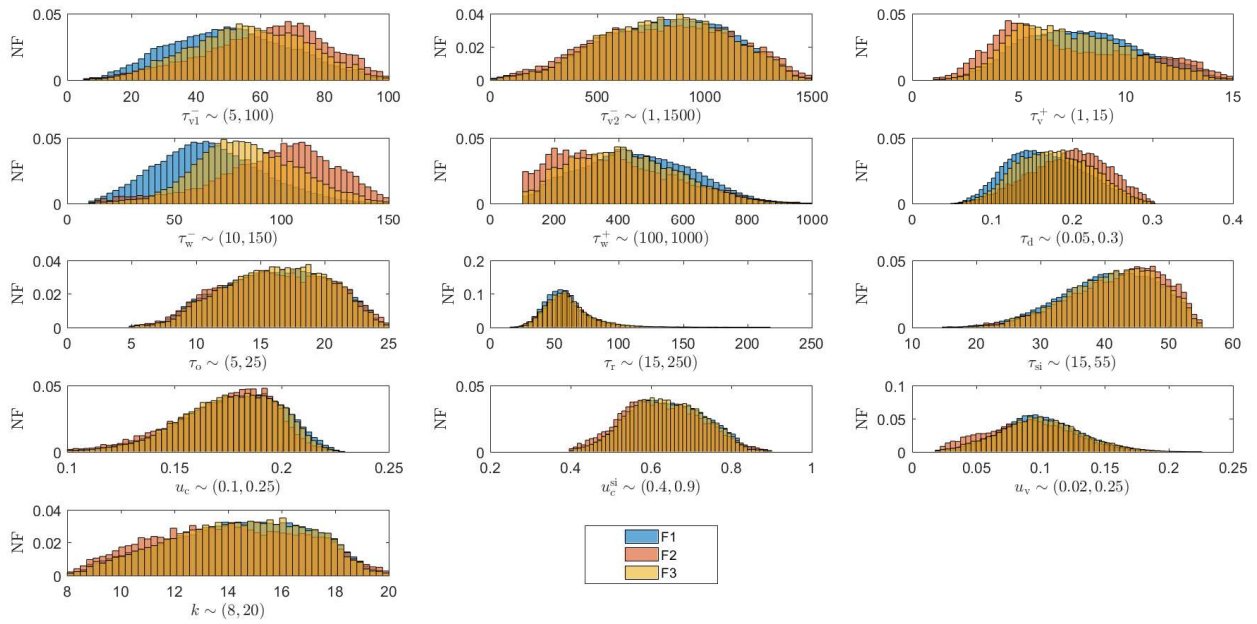 0.05 0.04 0.05
NF NF NF
0 0 0
0 20 40 60 80 100 0 500 1000 1500 0 5 10 15
τ⁻ᵥ₁ ∼ (5, 100) τ⁻ᵥ₂ ∼ (1, 1500) τ⁺ᵥ ∼ (1, 15)
0.05 0.05 0.05
NF NF NF
0 0 0
0 50 100 150 0 200 400 600 800 1000 0 0.1 0.2 0.3 0.4
τ_w⁻ ∼ (10, 150) τ_w⁺ ∼ (100, 1000) τ_d ∼ (0.05, 0.3)
0.04 0.2 0.05
0.02 0.1
NF NF NF
0 0 0
0 5 10 15 20 25 0 50 100 150 200 250 10 20 30 40 50 60
τ_o ∼ (5, 25) τ_r ∼ (15, 250) τ_si ∼ (15, 55)
0.05 0.05 0.1
0.05
NF NF NF
0 0 0
0.1 0.15 0.2 0.25 0.2 0.4 0.6 0.8 1 0 0.05 0.1 0.15 0.2 0.25
u_c ∼ (0.1, 0.25) u_c^si ∼ (0.4, 0.9) u_v ∼ (0.02, 0.25)
0.04
0.02
NF
0
8 10 12 14 16 18 20
k ∼ (8, 20)
F1
F2
F3